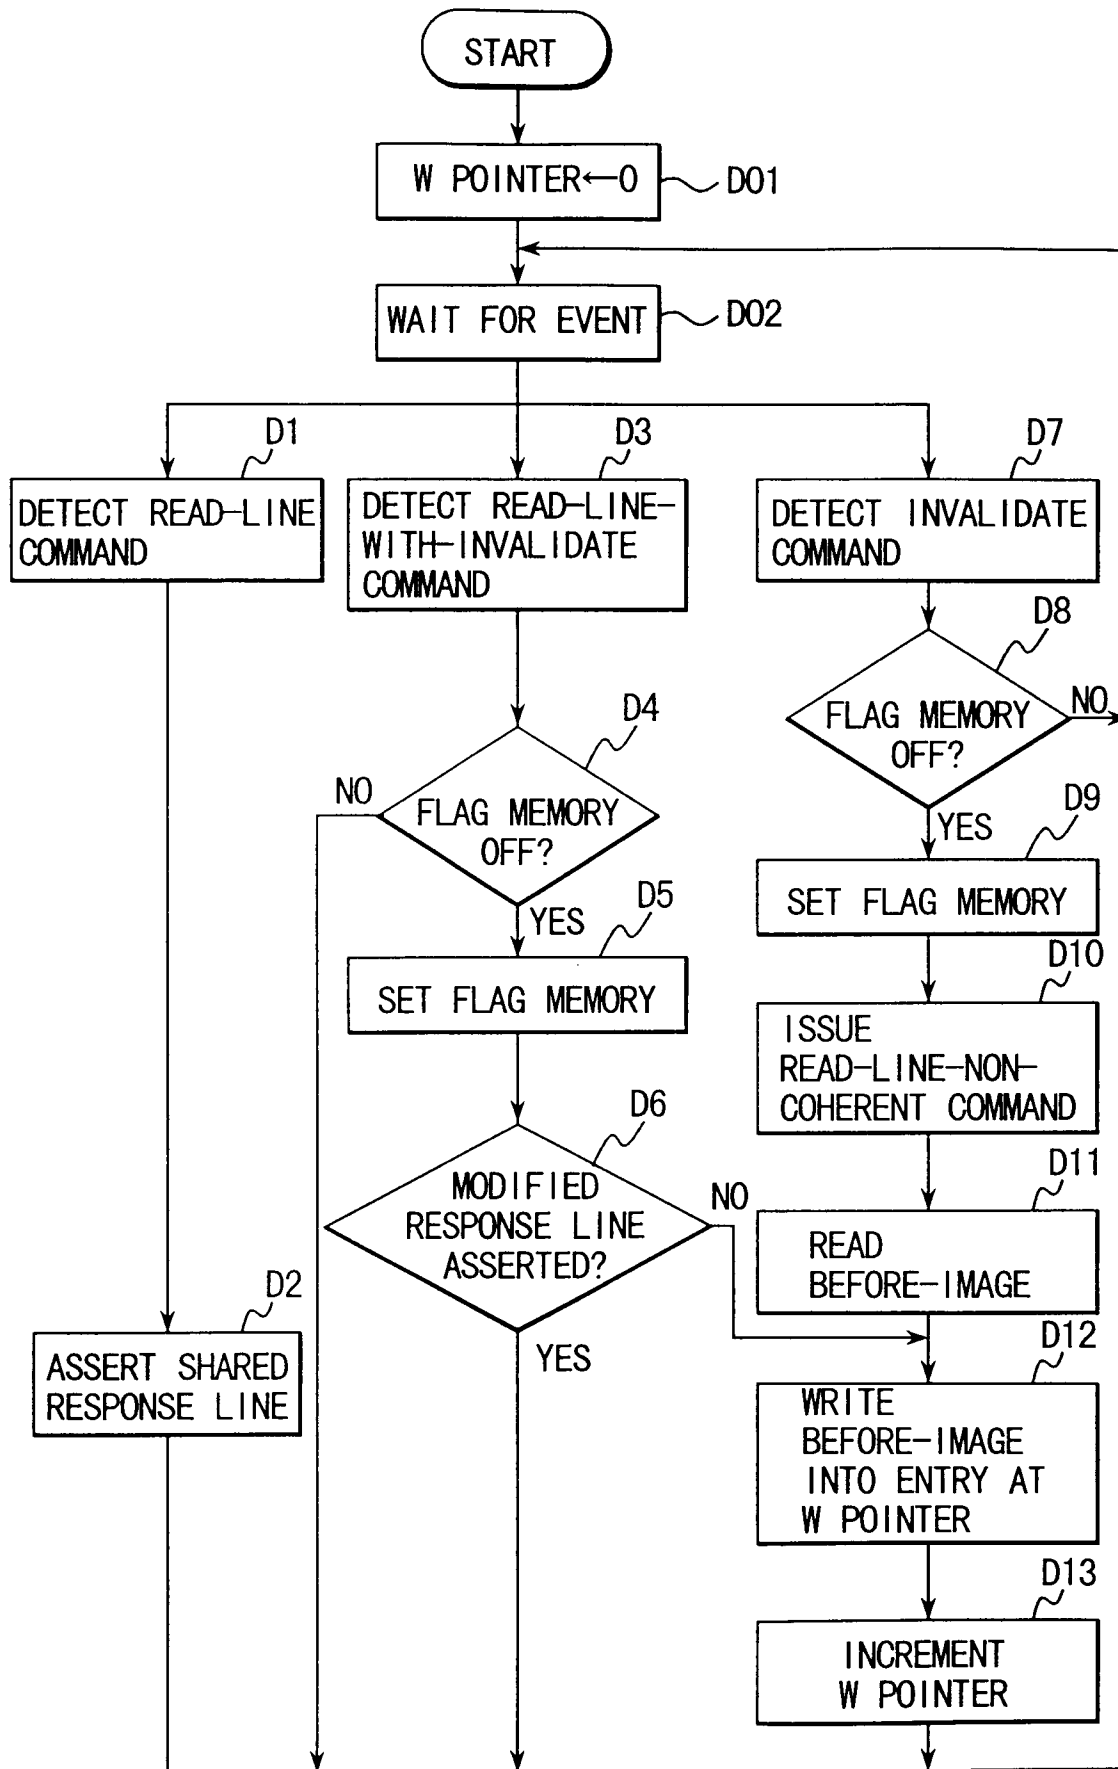 START
W POINTER←0
D01
WAIT FOR EVENT
D02
D1
DETECT READ-LINE
COMMAND
D3
DETECT READ-LINE-
WITH-INVALIDATE
COMMAND
D7
DETECT INVALIDATE
COMMAND
D8
FLAG MEMORY
OFF?
NO
YES
D4
FLAG MEMORY
OFF?
NO
YES
D9
SET FLAG MEMORY
D5
SET FLAG MEMORY
D10
ISSUE
READ-LINE-NON-
COHERENT COMMAND
D6
MODIFIED
RESPONSE LINE
ASSERTED?
NO
YES
D11
READ
BEFORE-IMAGE
D2
ASSERT SHARED
RESPONSE LINE
D12
WRITE
BEFORE-IMAGE
INTO ENTRY AT
W POINTER
D13
INCREMENT
W POINTER